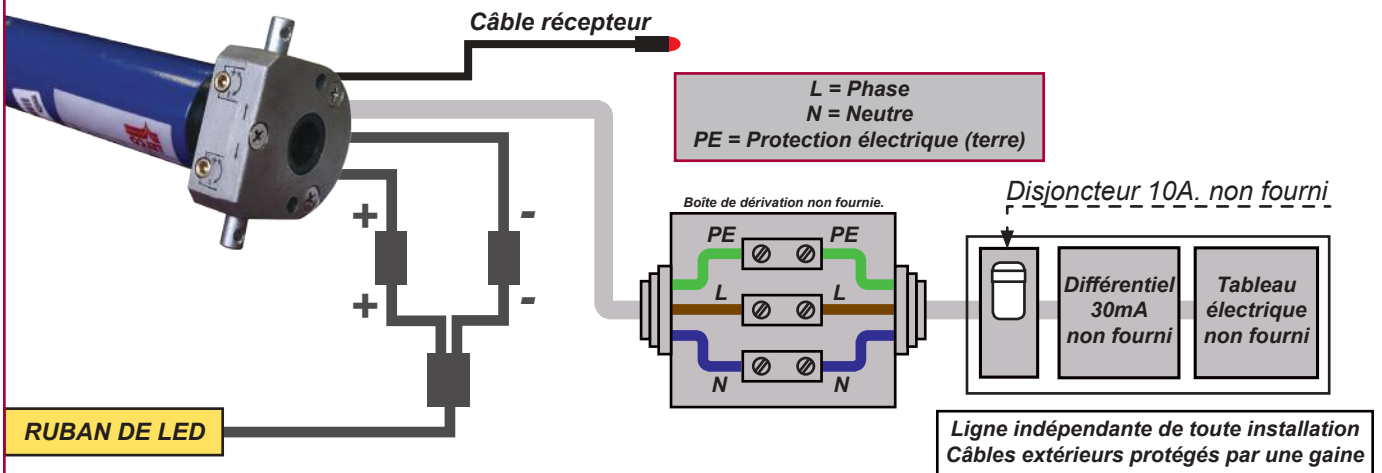 Câble récepteur
L = Phase
N = Neutre
PE = Protection électrique (terre)
Disjoncteur 10A. non fourni
Boîte de dérivation non fournie.
PE PE
L L
N N
+ -
+ -
Différentiel
30mA
non fourni
Tableau
électrique
non fourni
RUBAN DE LED
Ligne indépendante de toute installation
Câbles extérieurs protégés par une gaine